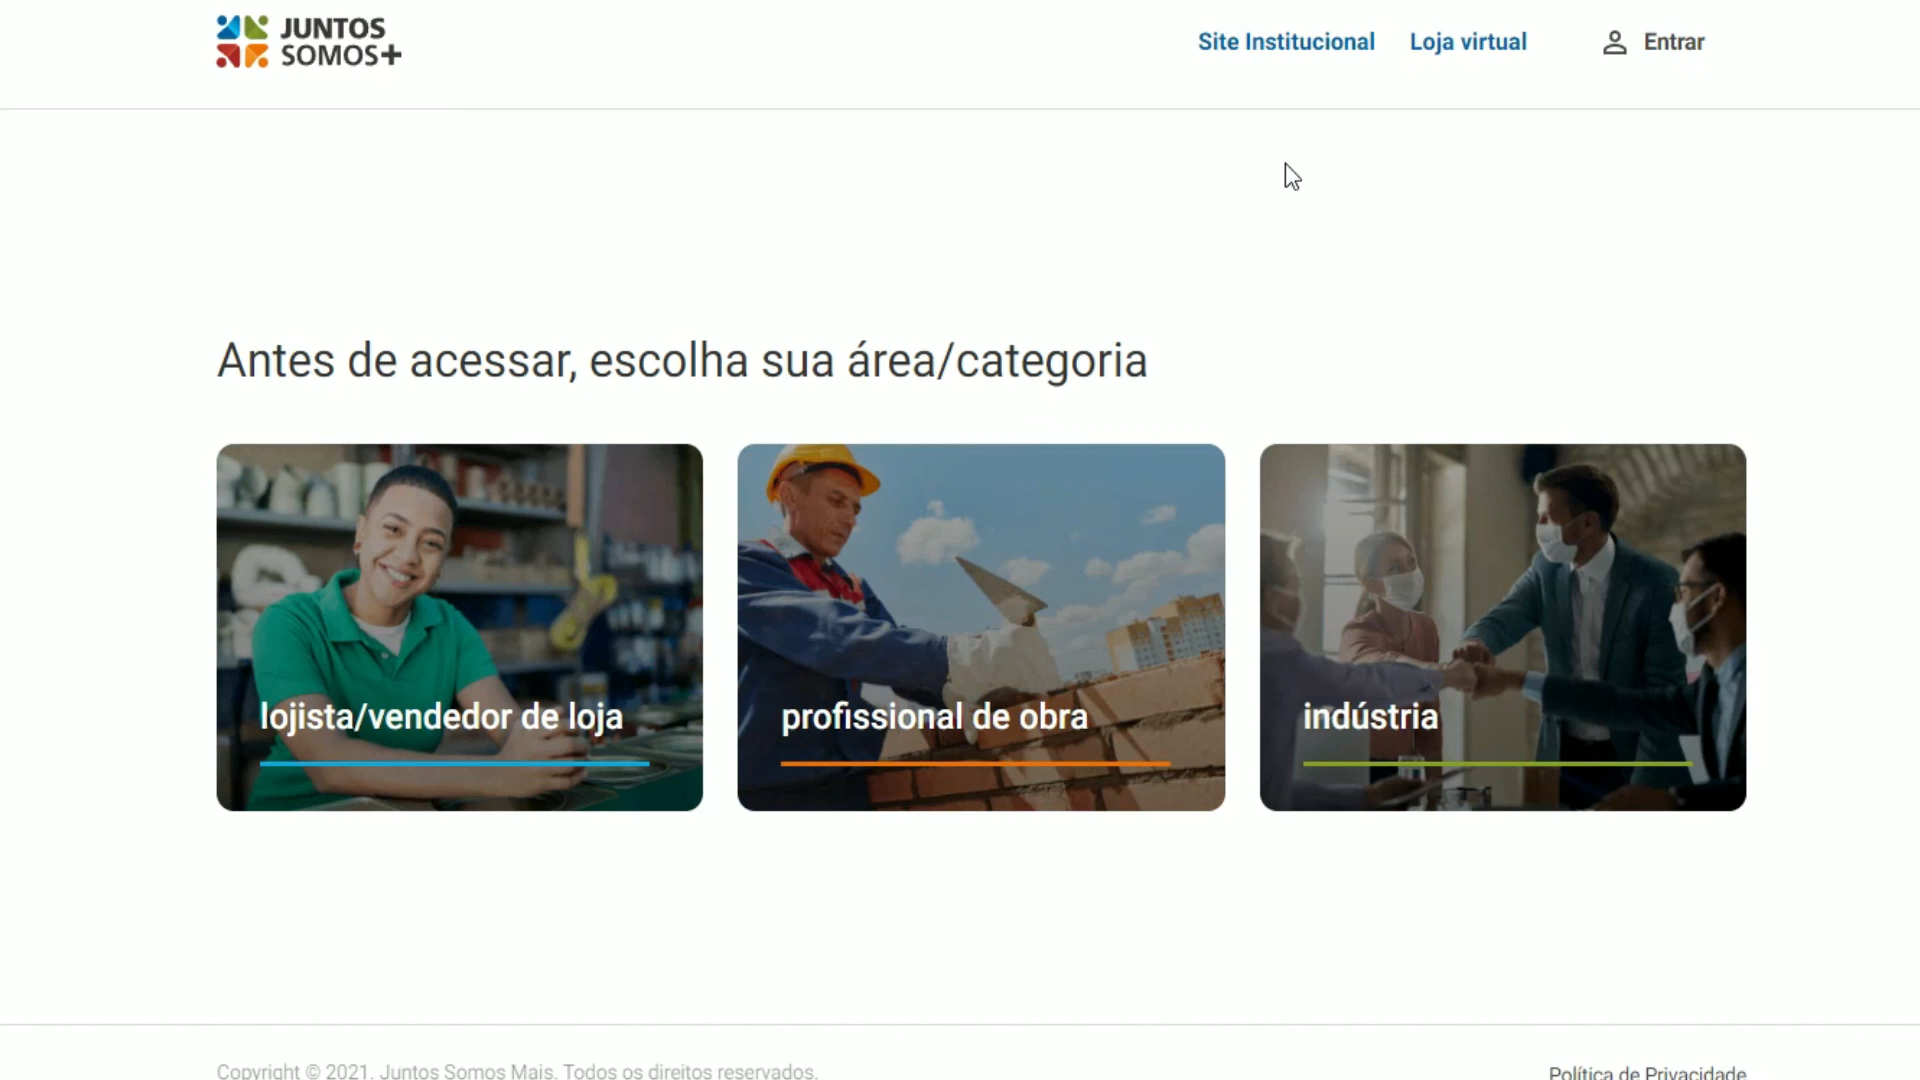 JUNTOS
SOMOS+
Site Institucional
Loja virtual
Entrar
Antes de acessar, escolha sua área/categoria
lojista/vendedor de loja
profissional de obra
indústria
Copyright © 2021. Juntos Somos Mais. Todos os direitos reservados.
Política de Privacidade